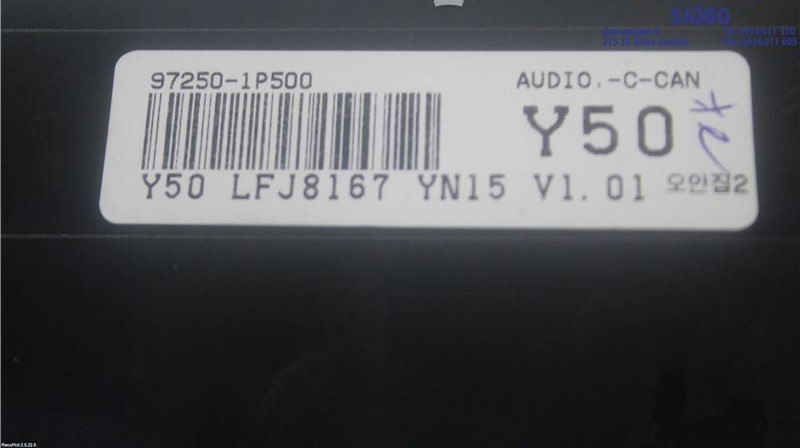 SJÖBO
97250-1P500
AUDIO.-C-CAN
Y50
Y50 LFJ8167 YN15 V1.01 오안집2